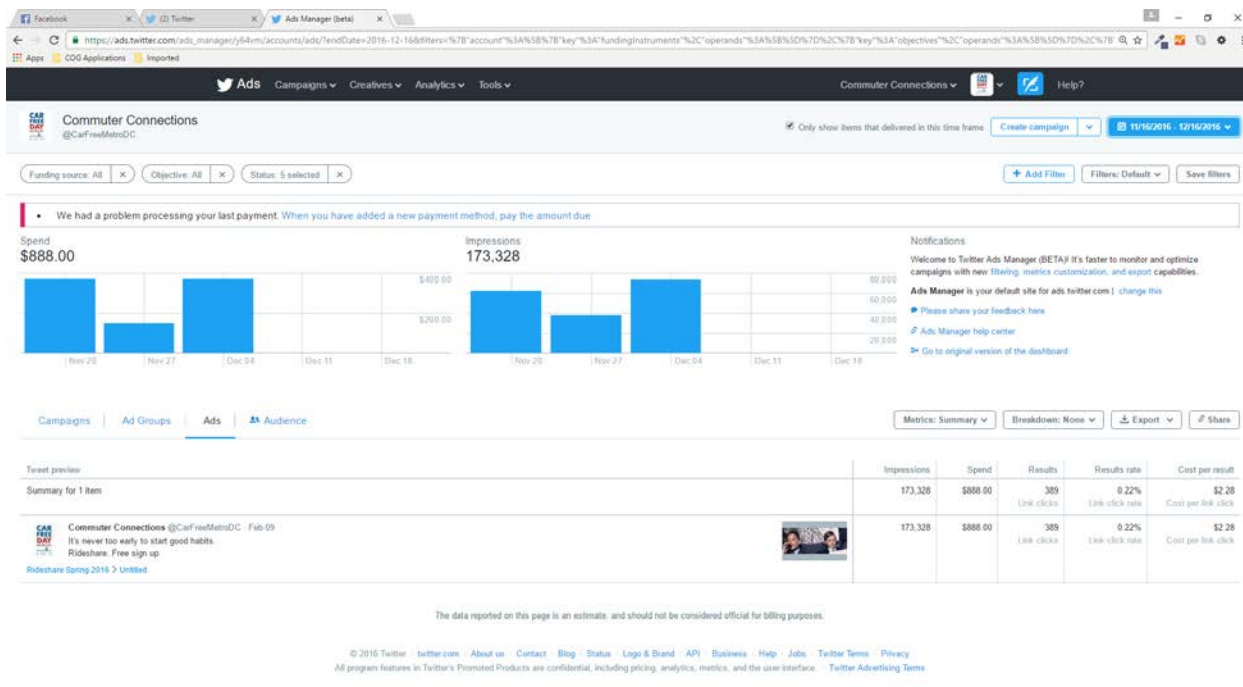 Facebook
(2) Twitter
Ads Manager (beta)
https://ads.twitter.com/ads_manager/y64vm/accounts/ads/?endDate=2016-12-16&filters=%7B"account"%3A%5B%7B"key"%3A"fundingInstruments"%2C"operands"%3A%5B%5D%7D%2C%7B"key"%3A"objectives"%2C"operands"%3A%5B%5D%7D%2C%7B"
Apps COG Applications Imported
Ads Campaigns Creatives Analytics Tools Commuter Connections Help?
CAR FREE DAY
Commuter Connections
@CarFreeMetroDC
Only show items that delivered in this time frame Create campaign 11/16/2016 - 12/16/2016
Funding source: All Objective: All Status: 5 selected + Add Filter Filters: Default Save filters
• We had a problem processing your last payment. When you have added a new payment method, pay the amount due
Spend
$888.00
$400.00
$200.00
Nov 20 Nov 27 Dec 04 Dec 11 Dec 18
Impressions
173,328
80,000
60,000
40,000
20,000
Nov 20 Nov 27 Dec 04 Dec 11 Dec 18
Notifications
Welcome to Twitter Ads Manager (BETA)! It's faster to monitor and optimize
campaigns with new filtering, metrics customization, and export capabilities.
Ads Manager is your default site for ads.twitter.com | change this
Please share your feedback here
Ads Manager help center
Go to original version of the dashboard
Campaigns Ad Groups Ads Audience Metrics: Summary Breakdown: None Export Share
Tweet preview Impressions Spend Results Results rate Cost per result
Summary for 1 item 173,328 $888.00 389 0.22% $2.28
Link clicks Link click rate Cost per link click
CAR FREE DAY
Commuter Connections @CarFreeMetroDC · Feb 09 173,328 $888.00 389 0.22% $2.28
It's never too early to start good habits. Link clicks Link click rate Cost per link click
Rideshare. Free sign up
Rideshare Spring 2016 > Untitled
The data reported on this page is an estimate, and should not be considered official for billing purposes.
© 2016 Twitter twitter.com About us Contact Blog Status Logo & Brand API Business Help Jobs Twitter Terms Privacy
All program features in Twitter's Promoted Products are confidential, including pricing, analytics, metrics, and the user interface. Twitter Advertising Terms